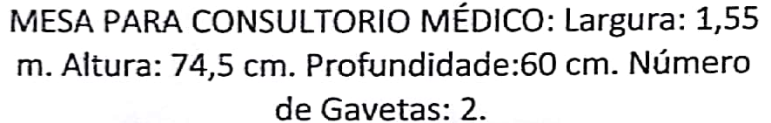 MESA PARA CONSULTORIO MÉDICO: Largura: 1,55
m. Altura: 74,5 cm. Profundidade:60 cm. Número
de Gavetas: 2.